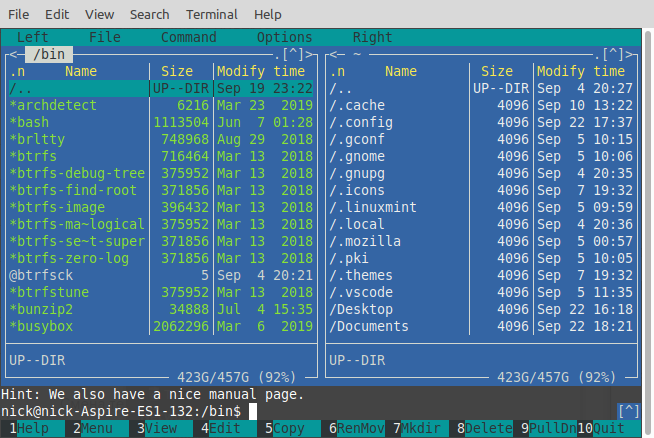 File Edit View Search Terminal Help
Left File Command Options Right
<─ /bin ─.[^]>
.n Name Size Modify time
/.. UP--DIR Sep 19 23:22
*archdetect 6216 Mar 23 2019
*bash 1113504 Jun 7 01:28
*brltty 748968 Aug 29 2018
*btrfs 716464 Mar 13 2018
*btrfs-debug-tree 375952 Mar 13 2018
*btrfs-find-root 371856 Mar 13 2018
*btrfs-image 396432 Mar 13 2018
*btrfs-ma~logical 375952 Mar 13 2018
*btrfs-se~t-super 371856 Mar 13 2018
*btrfs-zero-log 371856 Mar 13 2018
@btrfsck 5 Sep 4 20:21
*btrfstune 375952 Mar 13 2018
*bunzip2 34888 Jul 4 15:35
*busybox 2062296 Mar 6 2019
UP--DIR
423G/457G (92%)
<─ ~ ─.[^]>
.n Name Size Modify time
/.. UP--DIR Sep 4 20:27
/.cache 4096 Sep 10 13:22
/.config 4096 Sep 22 17:37
/.gconf 4096 Sep 5 10:15
/.gnome 4096 Sep 5 10:06
/.gnupg 4096 Sep 4 20:35
/.icons 4096 Sep 7 19:32
/.linuxmint 4096 Sep 5 09:59
/.local 4096 Sep 4 20:36
/.mozilla 4096 Sep 5 00:57
/.pki 4096 Sep 5 10:05
/.themes 4096 Sep 7 19:32
/.vscode 4096 Sep 5 11:35
/Desktop 4096 Sep 22 16:18
/Documents 4096 Sep 22 18:21
UP--DIR
423G/457G (92%)
Hint: We also have a nice manual page.
nick@nick-Aspire-ES1-132:/bin$ [^]
1Help 2Menu 3View 4Edit 5Copy 6RenMov 7Mkdir 8Delete 9PullDn 10Quit